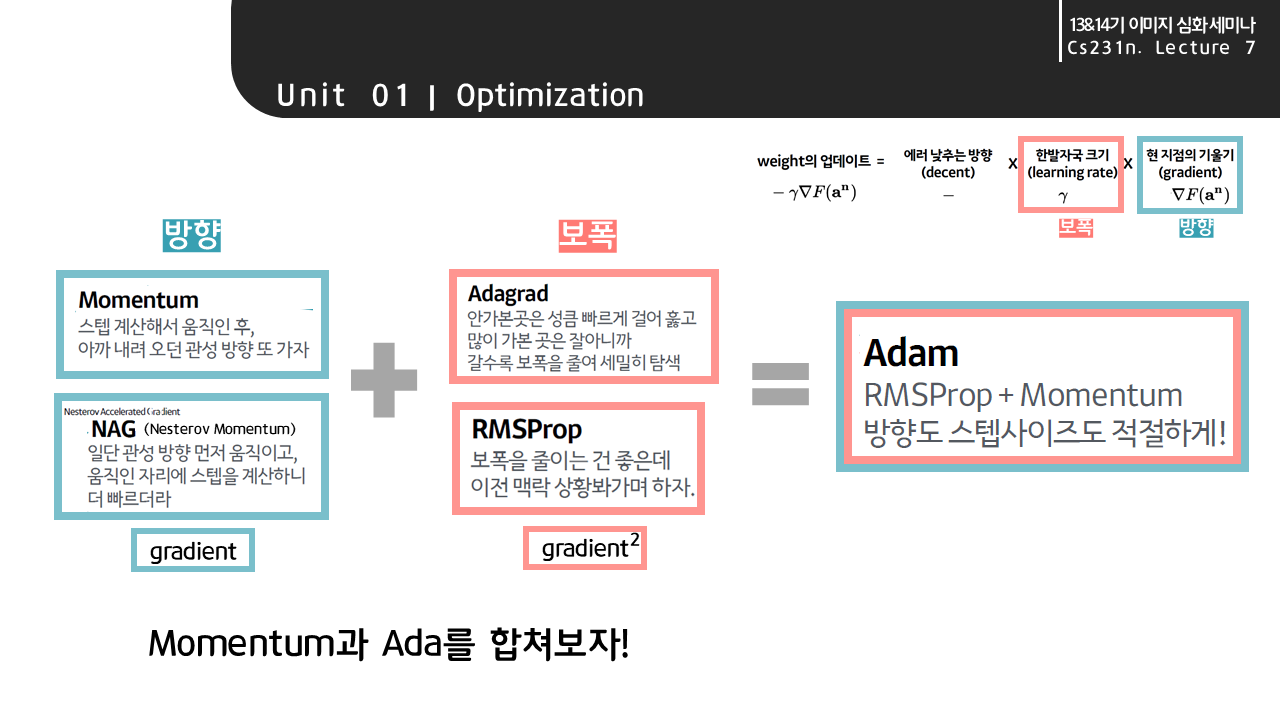 13&14기 이미지 심화 세미나
Cs231n. Lecture 7
Unit 01 | Optimization
weight의 업데이트 =
− γ∇F(aⁿ)
에러 낮추는 방향
(decent)
−
x
한발자국 크기
(learning rate)
γ
보폭
x
현 지점의 기울기
(gradient)
∇F(aⁿ)
방향
방향
Momentum
스텝 계산해서 움직인 후,
아까 내려 오던 관성 방향 또 가자
Nesterov Accelerated Gradient
NAG (Nesterov Momentum)
일단 관성 방향 먼저 움직이고,
움직인 자리에 스텝을 계산하니
더 빠르더라
gradient
+
보폭
Adagrad
안가본곳은 성큼 빠르게 걸어 훓고
많이 가본 곳은 잘아니까
갈수록 보폭을 줄여 세밀히 탐색
RMSProp
보폭을 줄이는 건 좋은데
이전 맥락 상황봐가며 하자.
gradient²
=
Adam
RMSProp + Momentum
방향도 스텝사이즈도 적절하게!
Momentum과 Ada를 합쳐보자!